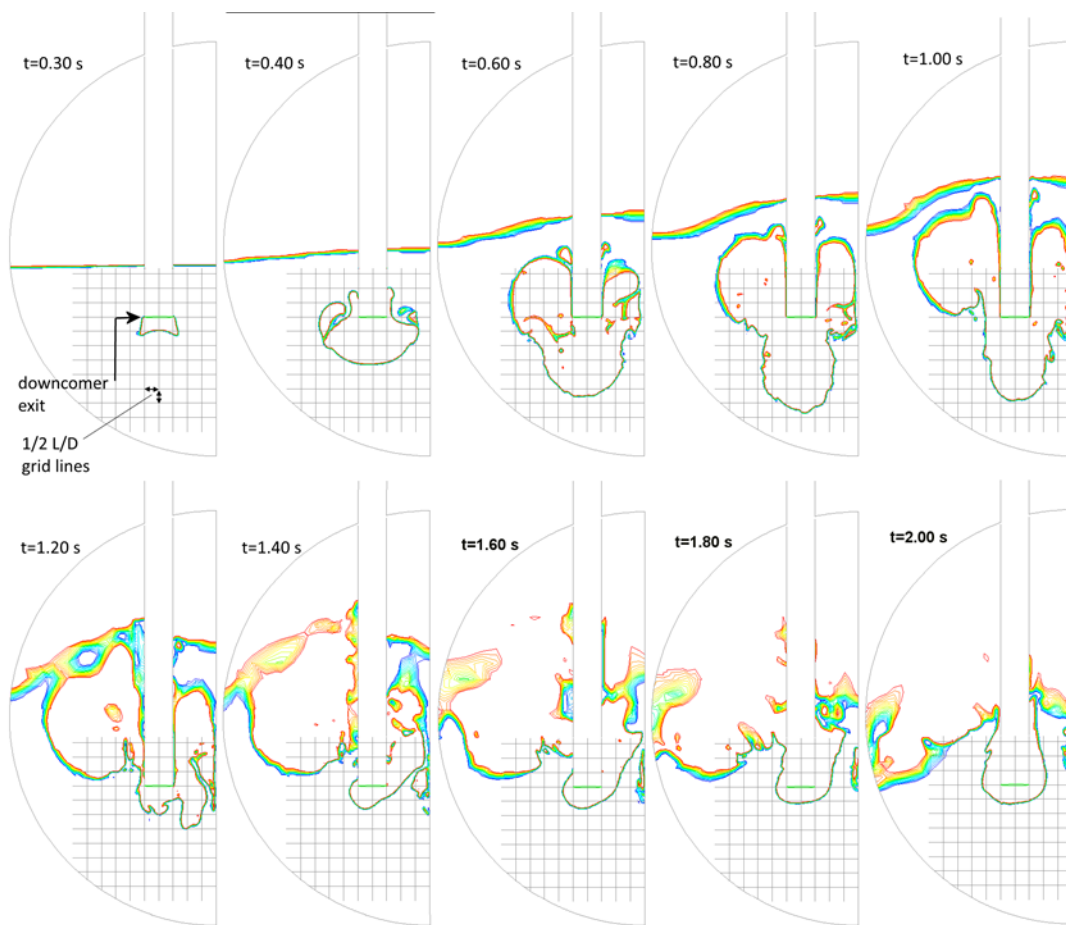 t=0.30 s
t=0.40 s
t=0.60 s
t=0.80 s
t=1.00 s
downcomer
exit
1/2 L/D
grid lines
t=1.20 s
t=1.40 s
t=1.60 s
t=1.80 s
t=2.00 s